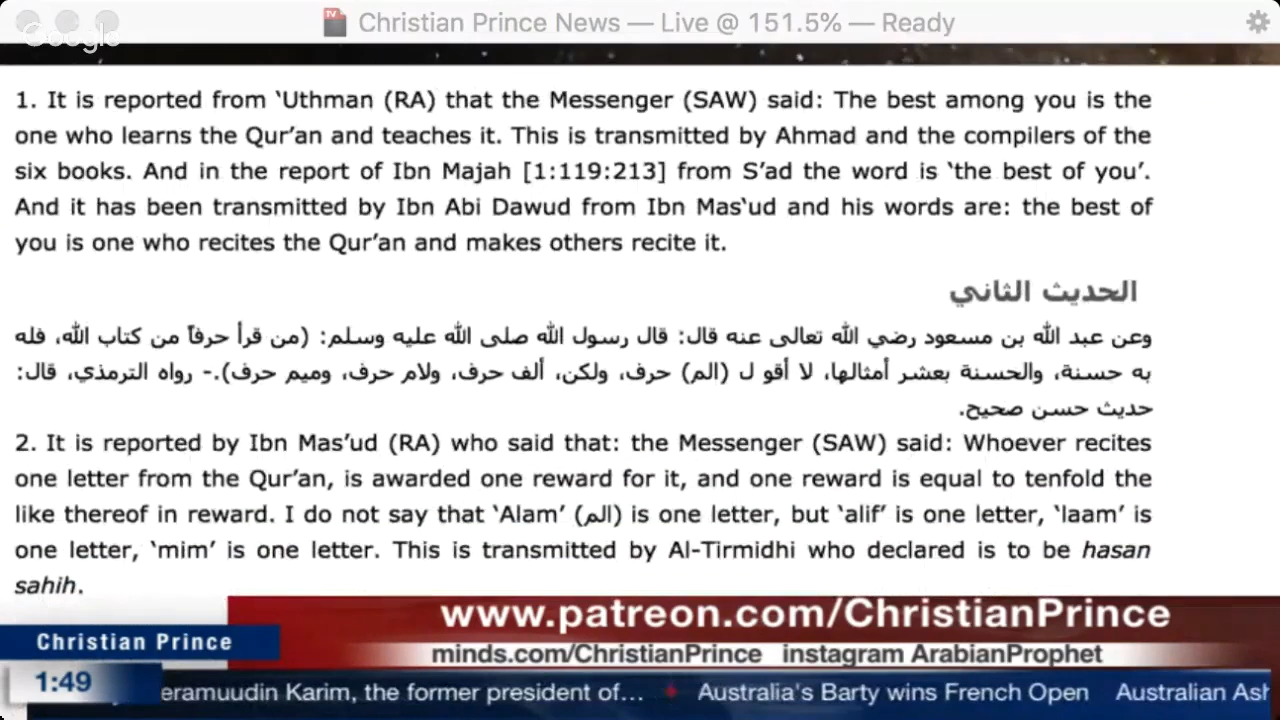 Christian Prince News — Live @ 151.5% — Ready
Google
1. It is reported from ‘Uthman (RA) that the Messenger (SAW) said: The best among you is the
one who learns the Qur’an and teaches it. This is transmitted by Ahmad and the compilers of the
six books. And in the report of Ibn Majah [1:119:213] from S’ad the word is ‘the best of you’.
And it has been transmitted by Ibn Abi Dawud from Ibn Mas‘ud and his words are: the best of
you is one who recites the Qur’an and makes others recite it.
الحديث الثاني
وعن عبد الله بن مسعود رضي الله تعالى عنه قال: قال رسول الله صلى الله عليه وسلم: (من قرأ حرفاً من كتاب الله، فله
به حسنة، والحسنة بعشر أمثالها، لا أقو ل (الم) حرف، ولكن، ألف حرف، ولام حرف، وميم حرف).- رواه الترمذي، قال:
حديث حسن صحيح.
2. It is reported by Ibn Mas’ud (RA) who said that: the Messenger (SAW) said: Whoever recites
one letter from the Qur’an, is awarded one reward for it, and one reward is equal to tenfold the
like thereof in reward. I do not say that ‘Alam’ (الم) is one letter, but ‘alif’ is one letter, ‘laam’ is
one letter, ‘mim’ is one letter. This is transmitted by Al-Tirmidhi who declared is to be hasan
sahih.
www.patreon.com/ChristianPrince
Christian Prince
minds.com/ChristianPrince instagram ArabianProphet
1:49
eramuudin Karim, the former president of... Australia's Barty wins French Open Australian Ash